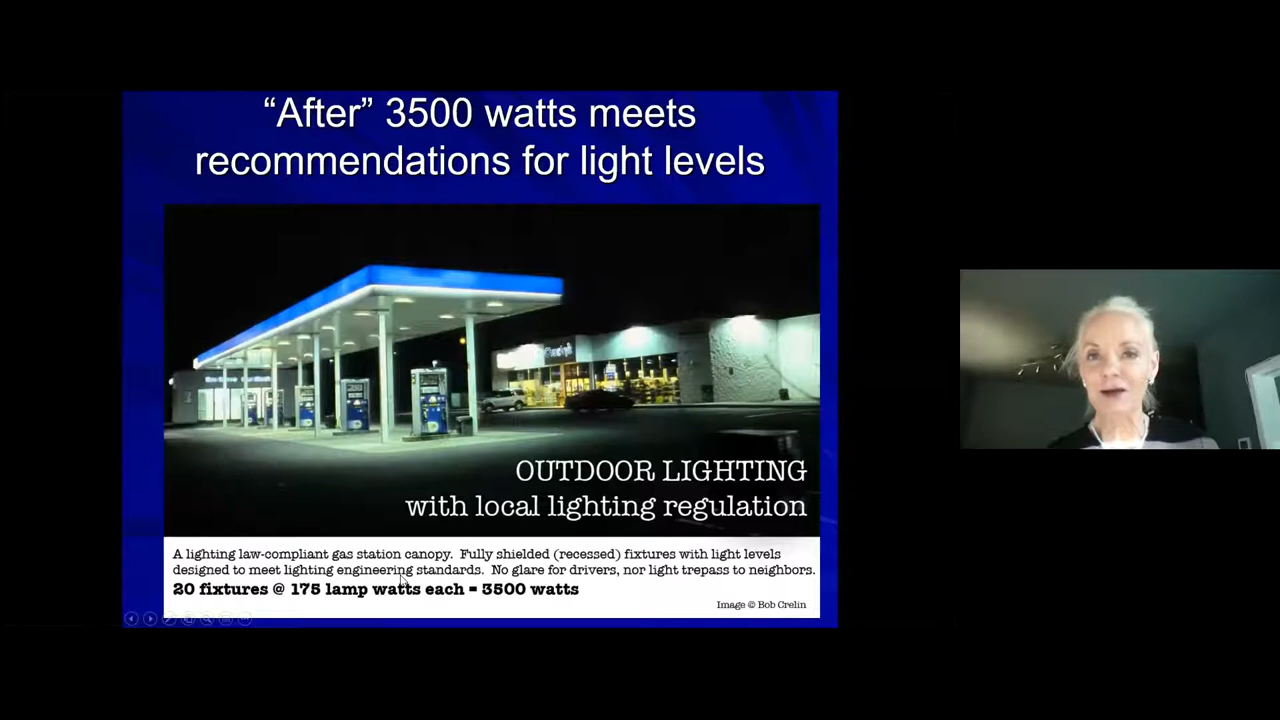 “After” 3500 watts meets
recommendations for light levels
OUTDOOR LIGHTING
with local lighting regulation
A lighting law-compliant gas station canopy. Fully shielded (recessed) fixtures with light levels
designed to meet lighting engineering standards. No glare for drivers, nor light trepass to neighbors.
20 fixtures @ 175 lamp watts each = 3500 watts
Image © Bob Crelin